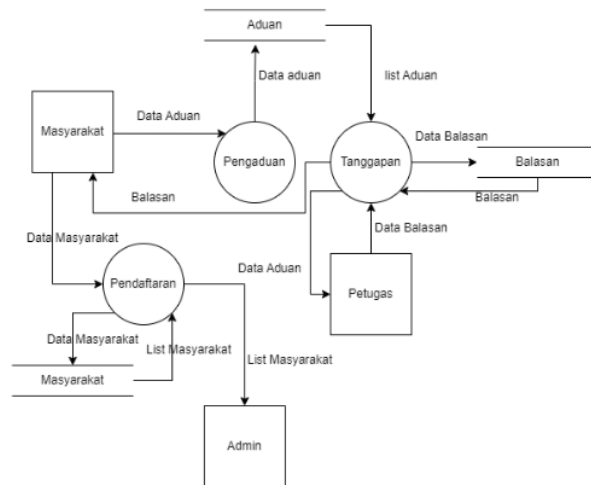 Aduan
Data aduan
list Aduan
Masyarakat
Data Aduan
Pengaduan
Tanggapan
Data Balasan
Balasan
Balasan
Balasan
Data Masyarakat
Data Balasan
Pendaftaran
Data Aduan
Petugas
Data Masyarakat
List Masyarakat
List Masyarakat
Masyarakat
Admin